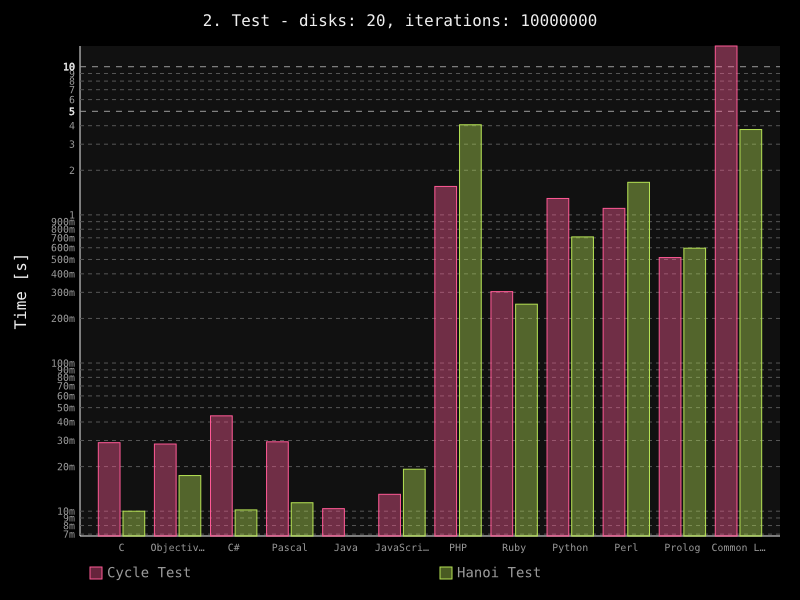 2. Test - disks: 20, iterations: 10000000
Time [s]
10
9
8
7
6
5
4
3
2
1
900m
800m
700m
600m
500m
400m
300m
200m
100m
90m
80m
70m
60m
50m
40m
30m
20m
10m
9m
8m
7m
C Objectiv… C# Pascal Java JavaScri… PHP Ruby Python Perl Prolog Common L…
Cycle Test Hanoi Test